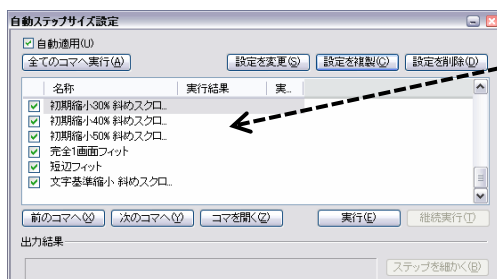 自動ステップサイズ設定
自動適用(U)
全てのコマへ実行(A) 設定を変更(S) 設定を複製(C) 設定を削除(D)
名称 実行結果 実..
初期縮小30% 斜めスクロ...
初期縮小40% 斜めスクロ...
初期縮小50% 斜めスクロ...
完全1画面フィット
短辺フィット
文字基準縮小 斜めスクロ...
前のコマへ(X) 次のコマへ(Y) コマを開く(Z) 実行(E) 継続実行(T)
出力結果
ステップを細かく(B)